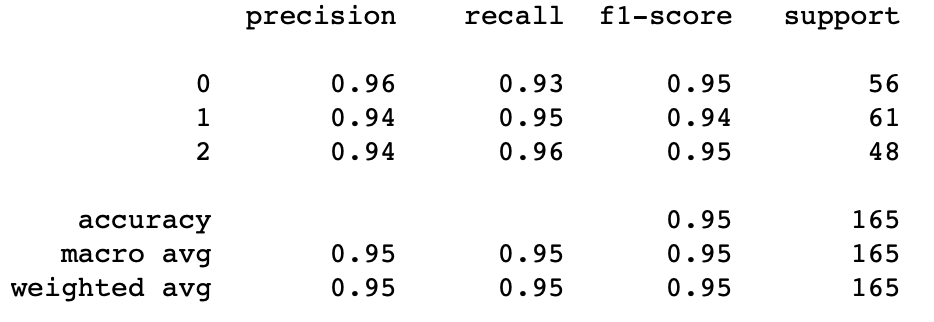 precision recall f1-score support
0 0.96 0.93 0.95 56
1 0.94 0.95 0.94 61
2 0.94 0.96 0.95 48
accuracy 0.95 165
macro avg 0.95 0.95 0.95 165
weighted avg 0.95 0.95 0.95 165